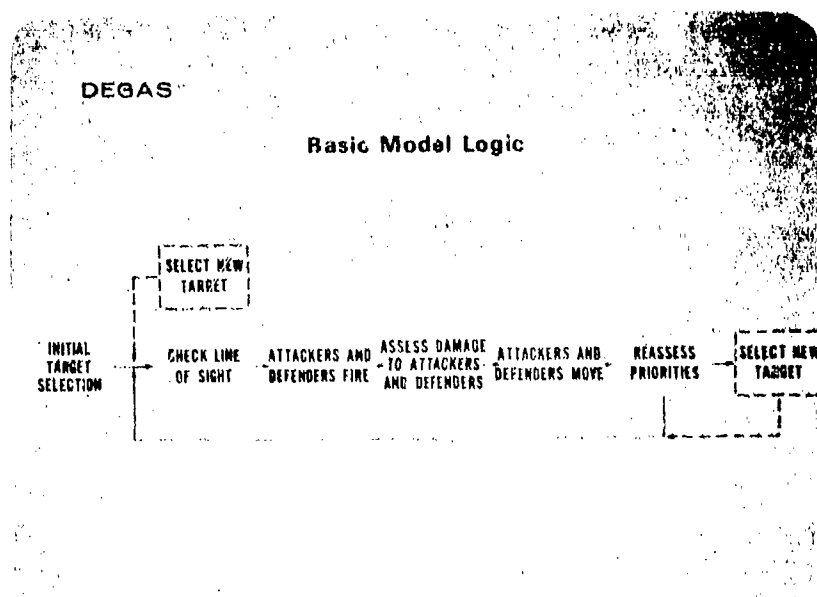 DEGAS
Basic Model Logic
SELECT NEW
TARGET
INITIAL
TARGET
SELECTION
CHECK LINE
OF SIGHT
ATTACKERS AND
DEFENDERS FIRE
ASSESS DAMAGE
TO ATTACKERS
AND DEFENDERS
ATTACKERS AND
DEFENDERS MOVE
REASSESS
PRIORITIES
SELECT NEW
TARGET